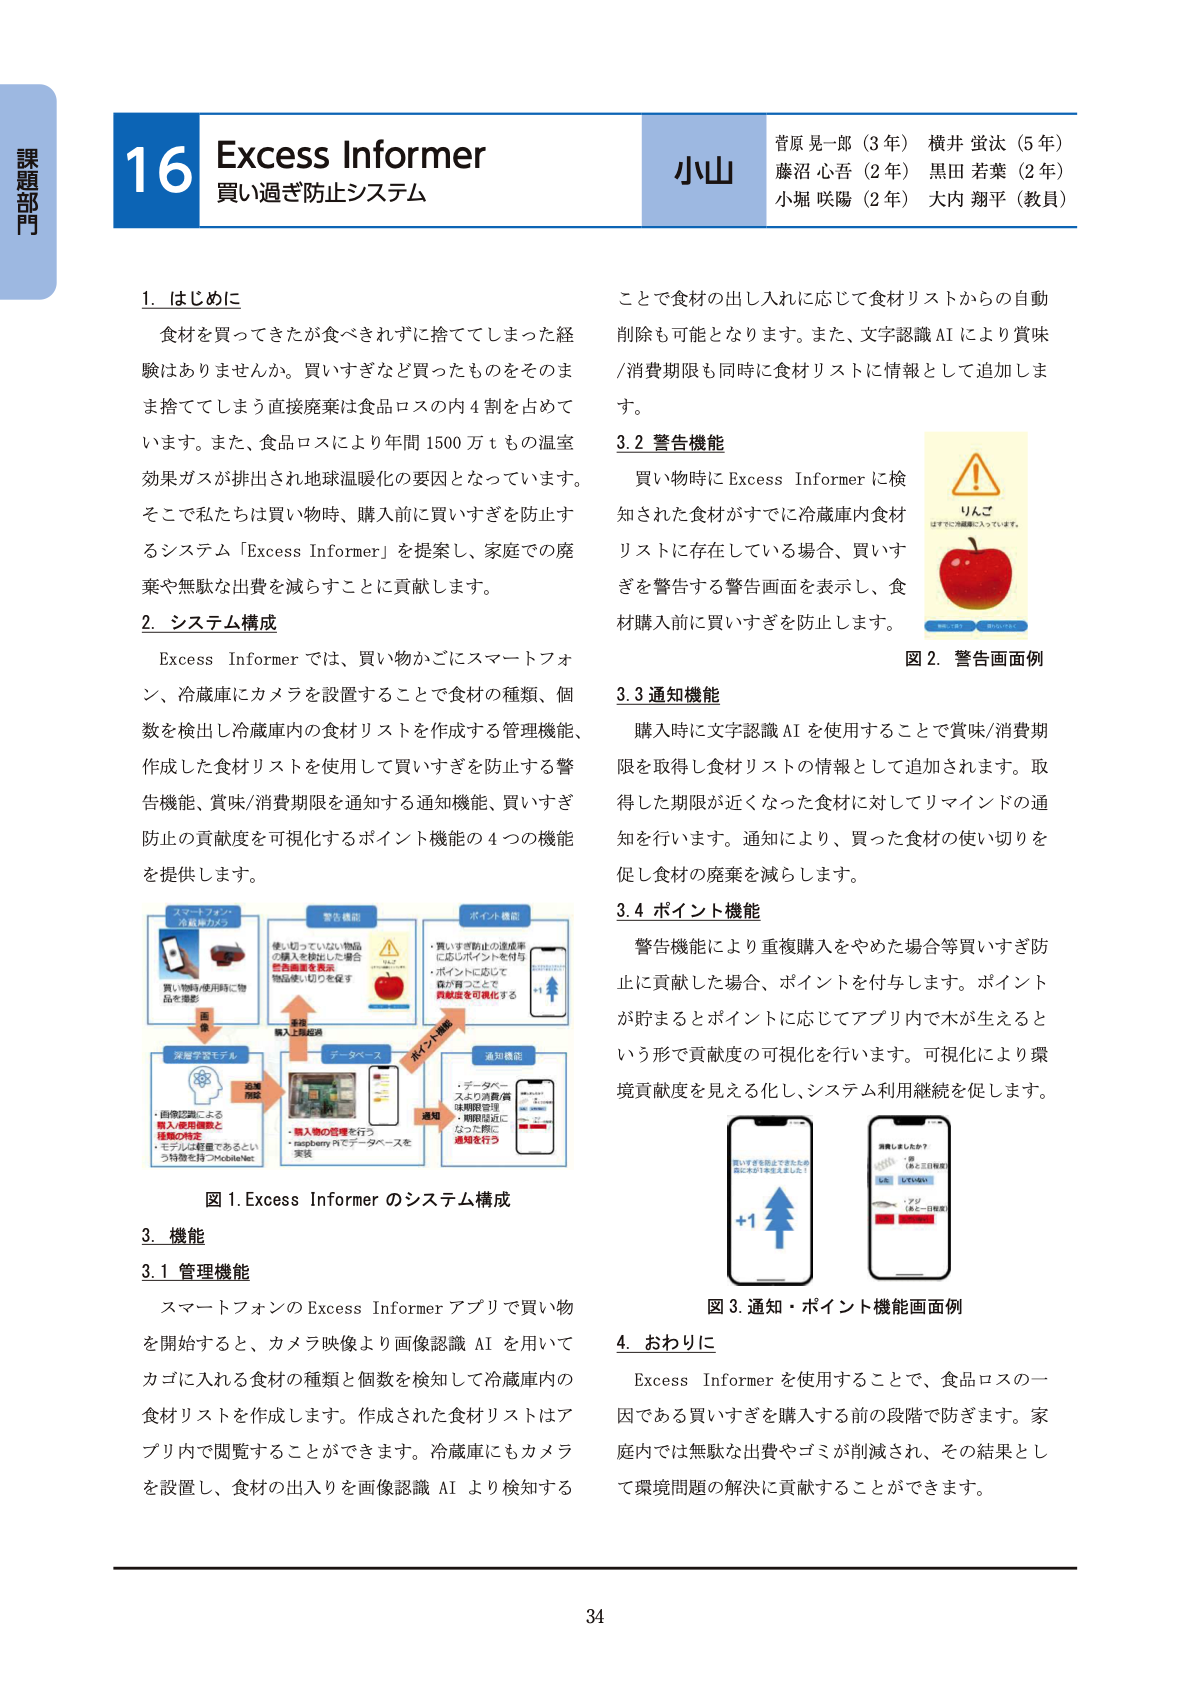 課題部門
16
Excess Informer
買い過ぎ防止システム
小山
菅原 晃一郎（3 年） 横井 蛍汰（5 年）
藤沼 心吾（2 年） 黒田 若葉（2 年）
小堀 咲陽（2 年） 大内 翔平（教員）
1. はじめに
食材を買ってきたが食べきれずに捨ててしまった経
験はありませんか。買いすぎなど買ったものをそのま
ま捨ててしまう直接廃棄は食品ロスの内 4 割を占めて
います。また、食品ロスにより年間 1500 万 t もの温室
効果ガスが排出され地球温暖化の要因となっています。
そこで私たちは買い物時、購入前に買いすぎを防止す
るシステム「Excess Informer」を提案し、家庭での廃
棄や無駄な出費を減らすことに貢献します。
2. システム構成
Excess Informer では、買い物かごにスマートフォ
ン、冷蔵庫にカメラを設置することで食材の種類、個
数を検出し冷蔵庫内の食材リストを作成する管理機能、
作成した食材リストを使用して買いすぎを防止する警
告機能、賞味/消費期限を通知する通知機能、買いすぎ
防止の貢献度を可視化するポイント機能の 4 つの機能
を提供します。
スマートフォン・
冷蔵庫カメラ
買い物時/使用時に物
品を撮影
警告機能
使い切っていない物品
の購入を検出した場合
警告画面を表示
物品使い切りを促す
りんご
ポイント機能
・買いすぎ防止の達成率
に応じポイントを付与
・ポイントに応じて
森が育つことで
貢献度を可視化する
+1
画像
重複
購入上限超過
ポイント機能
深層学習モデル
・画像認識による
購入/使用個数と
種類の特定
・モデルは軽量であるとい
う特徴を持つMobileNet
追加
削除
データベース
・購入物の管理を行う
・raspberry Piでデータベースを
実装
通知
通知機能
・データベー
スより消費/賞
味期限管理
・期限間近に
なった際に
通知を行う
図 1. Excess Informer のシステム構成
3. 機能
3.1 管理機能
スマートフォンの Excess Informer アプリで買い物
を開始すると、カメラ映像より画像認識 AI を用いて
カゴに入れる食材の種類と個数を検知して冷蔵庫内の
食材リストを作成します。作成された食材リストはア
プリ内で閲覧することができます。冷蔵庫にもカメラ
を設置し、食材の出入りを画像認識 AI より検知する
ことで食材の出し入れに応じて食材リストからの自動
削除も可能となります。また、文字認識 AI により賞味
/消費期限も同時に食材リストに情報として追加しま
す。
3.2 警告機能
買い物時に Excess Informer に検
知された食材がすでに冷蔵庫内食材
リストに存在している場合、買いす
ぎを警告する警告画面を表示し、食
材購入前に買いすぎを防止します。
りんご
はすでに冷蔵庫に入っています。
図 2. 警告画面例
3.3 通知機能
購入時に文字認識 AI を使用することで賞味/消費期
限を取得し食材リストの情報として追加されます。取
得した期限が近くなった食材に対してリマインドの通
知を行います。通知により、買った食材の使い切りを
促し食材の廃棄を減らします。
3.4 ポイント機能
警告機能により重複購入をやめた場合等買いすぎ防
止に貢献した場合、ポイントを付与します。ポイント
が貯まるとポイントに応じてアプリ内で木が生えると
いう形で貢献度の可視化を行います。可視化により環
境貢献度を見える化し、システム利用継続を促します。
買いすぎを防止できたため
森に木が1本生えました！
+1
消費しましたか？
・卵
（あと三日程度）
した していない
・アジ
（あと一日程度）
図 3. 通知・ポイント機能画面例
4. おわりに
Excess Informer を使用することで、食品ロスの一
因である買いすぎを購入する前の段階で防ぎます。家
庭内では無駄な出費やゴミが削減され、その結果とし
て環境問題の解決に貢献することができます。
34